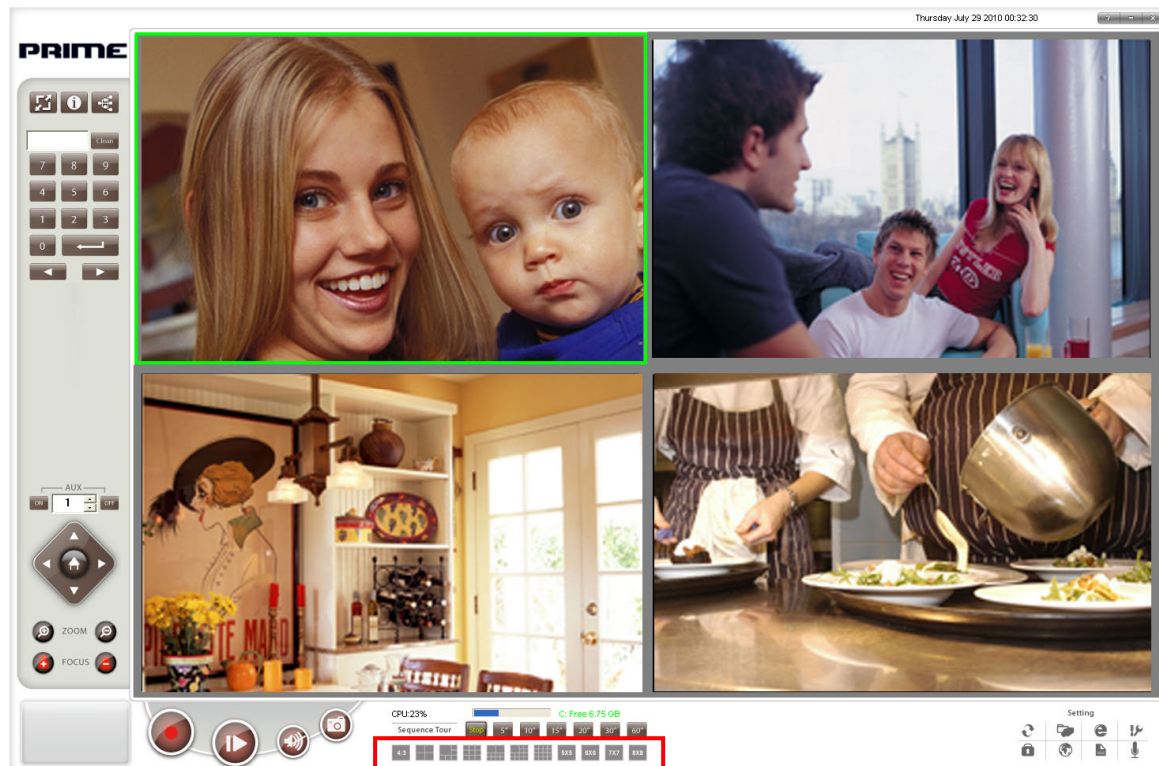 Thursday July 29 2010 00:32:30
PRIME
Clean
7 8 9
4 5 6
1 2 3
0
AUX
ON 1 OFF
ZOOM
FOCUS
CPU:23% C: Free 6.75 GB
Sequence Tour Stop 5" 10" 15" 20" 30" 60"
4:3 5X5 6X6 7X7 8X8
Setting